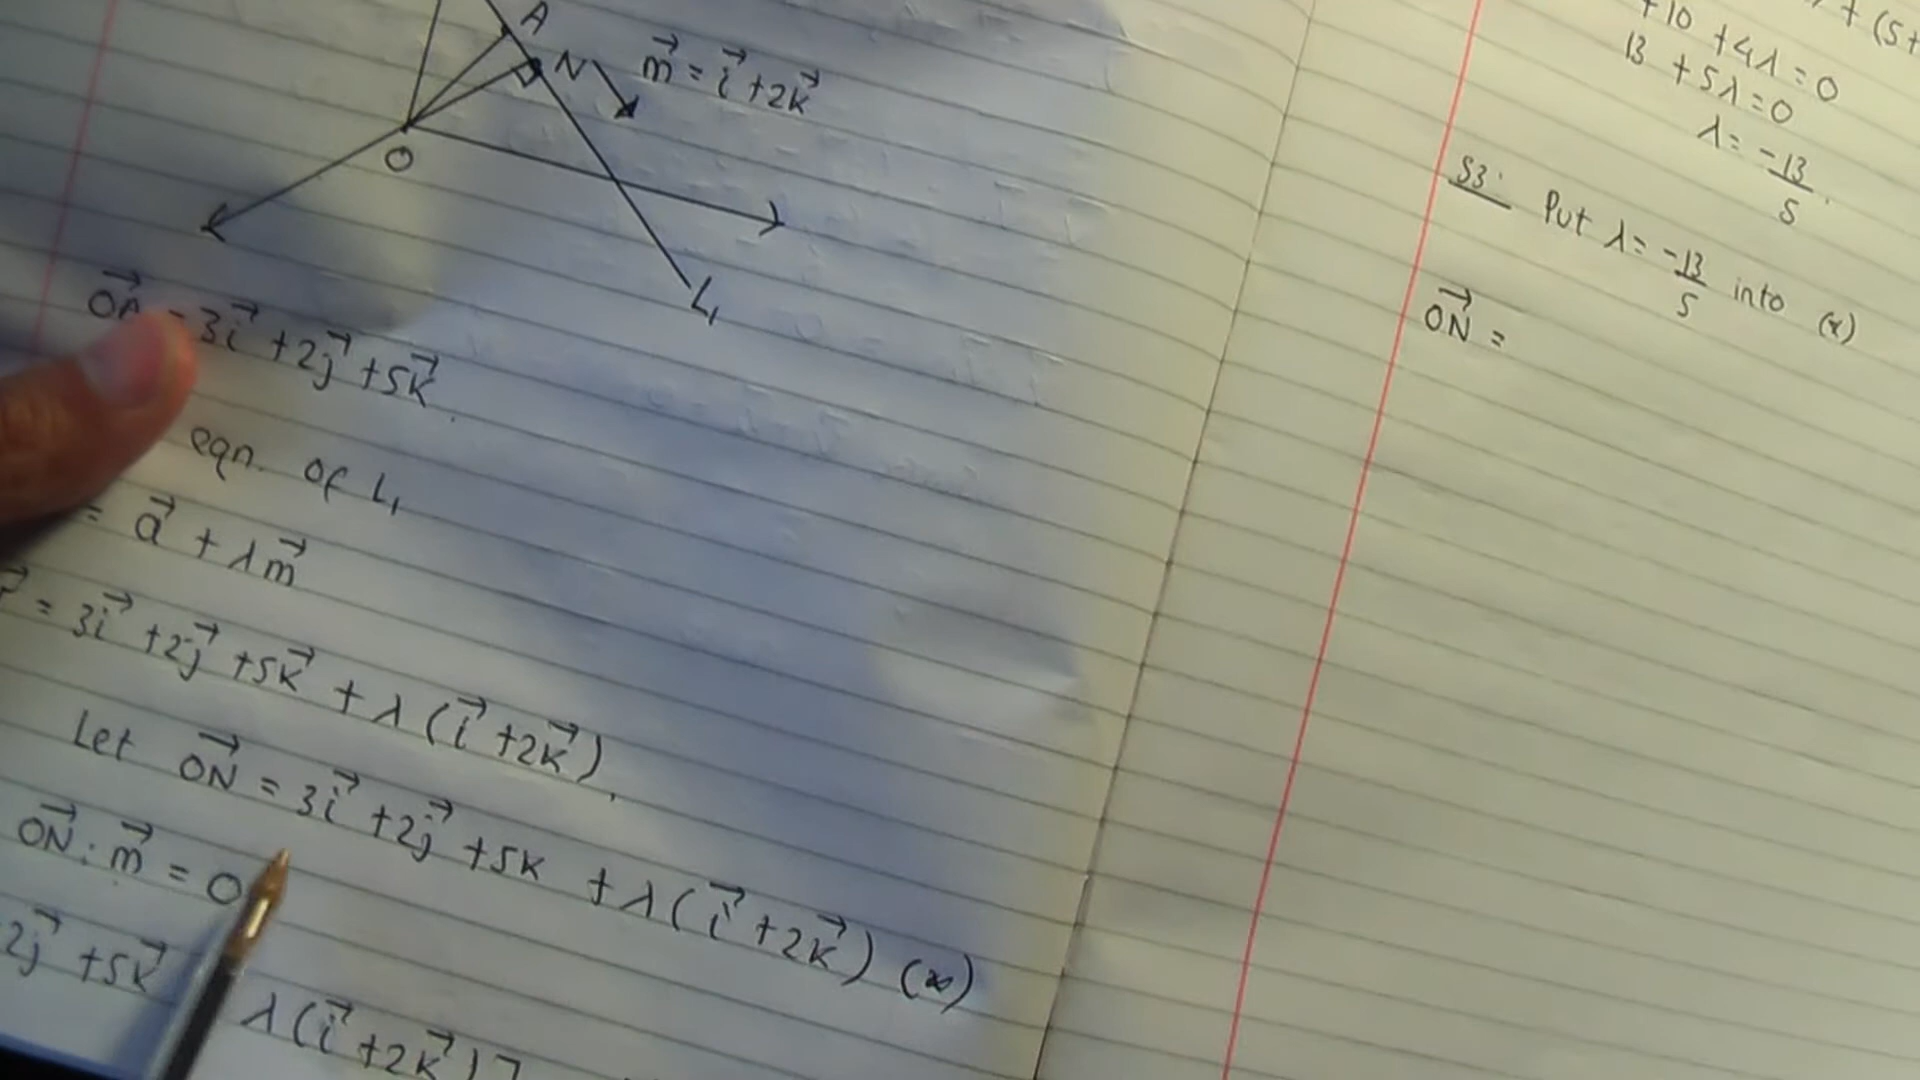 A
N
m⃗ = i⃗ + 2k⃗
O
L₁
OA⃗ = 3i⃗ + 2j⃗ + 5k⃗
eqn. of L₁
= a⃗ + λm⃗
r⃗ = 3i⃗ + 2j⃗ + 5k⃗ + λ(i⃗ + 2k⃗).
Let ON⃗ = 3i⃗ + 2j⃗ + 5k + λ(i⃗ + 2k⃗) (*)
ON⃗ . m⃗ = 0
2j⃗ + 5k⃗ λ(i⃗ + 2k⃗)]
+ (5+
+10 + 4λ = 0
13 + 5λ = 0
λ = -13/5
S3: Put λ = -13/5 into (*)
ON⃗ =